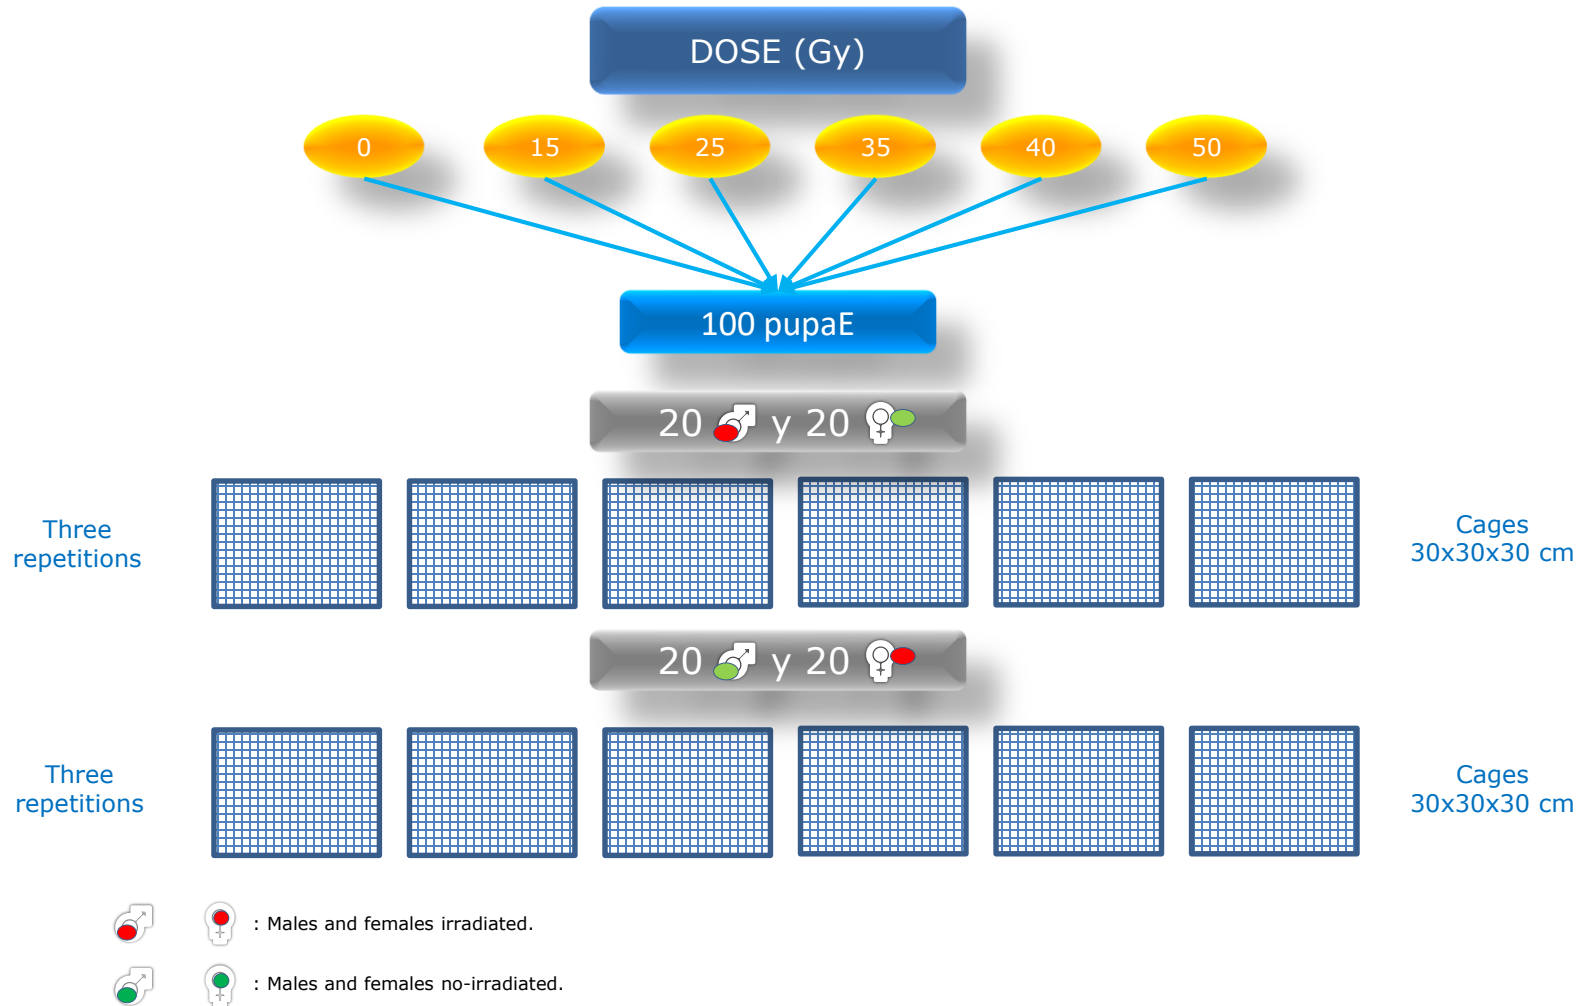 DOSE (Gy)
0 15 25 35 40 50
100 pupaE
20 y 20
Three
repetitions
Cages
30x30x30 cm
20 y 20
Three
repetitions
Cages
30x30x30 cm
: Males and females irradiated.
: Males and females no-irradiated.